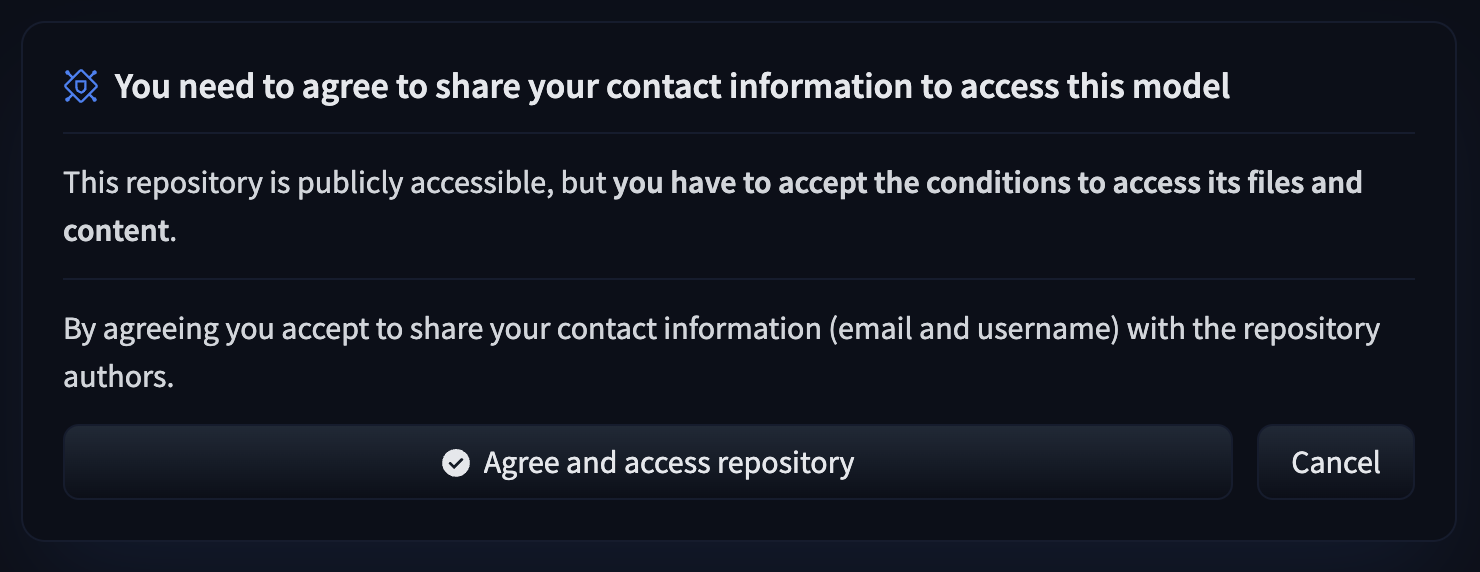 You need to agree to share your contact information to access this model
This repository is publicly accessible, but you have to accept the conditions to access its files and
content.
By agreeing you accept to share your contact information (email and username) with the repository
authors.
Agree and access repository
Cancel